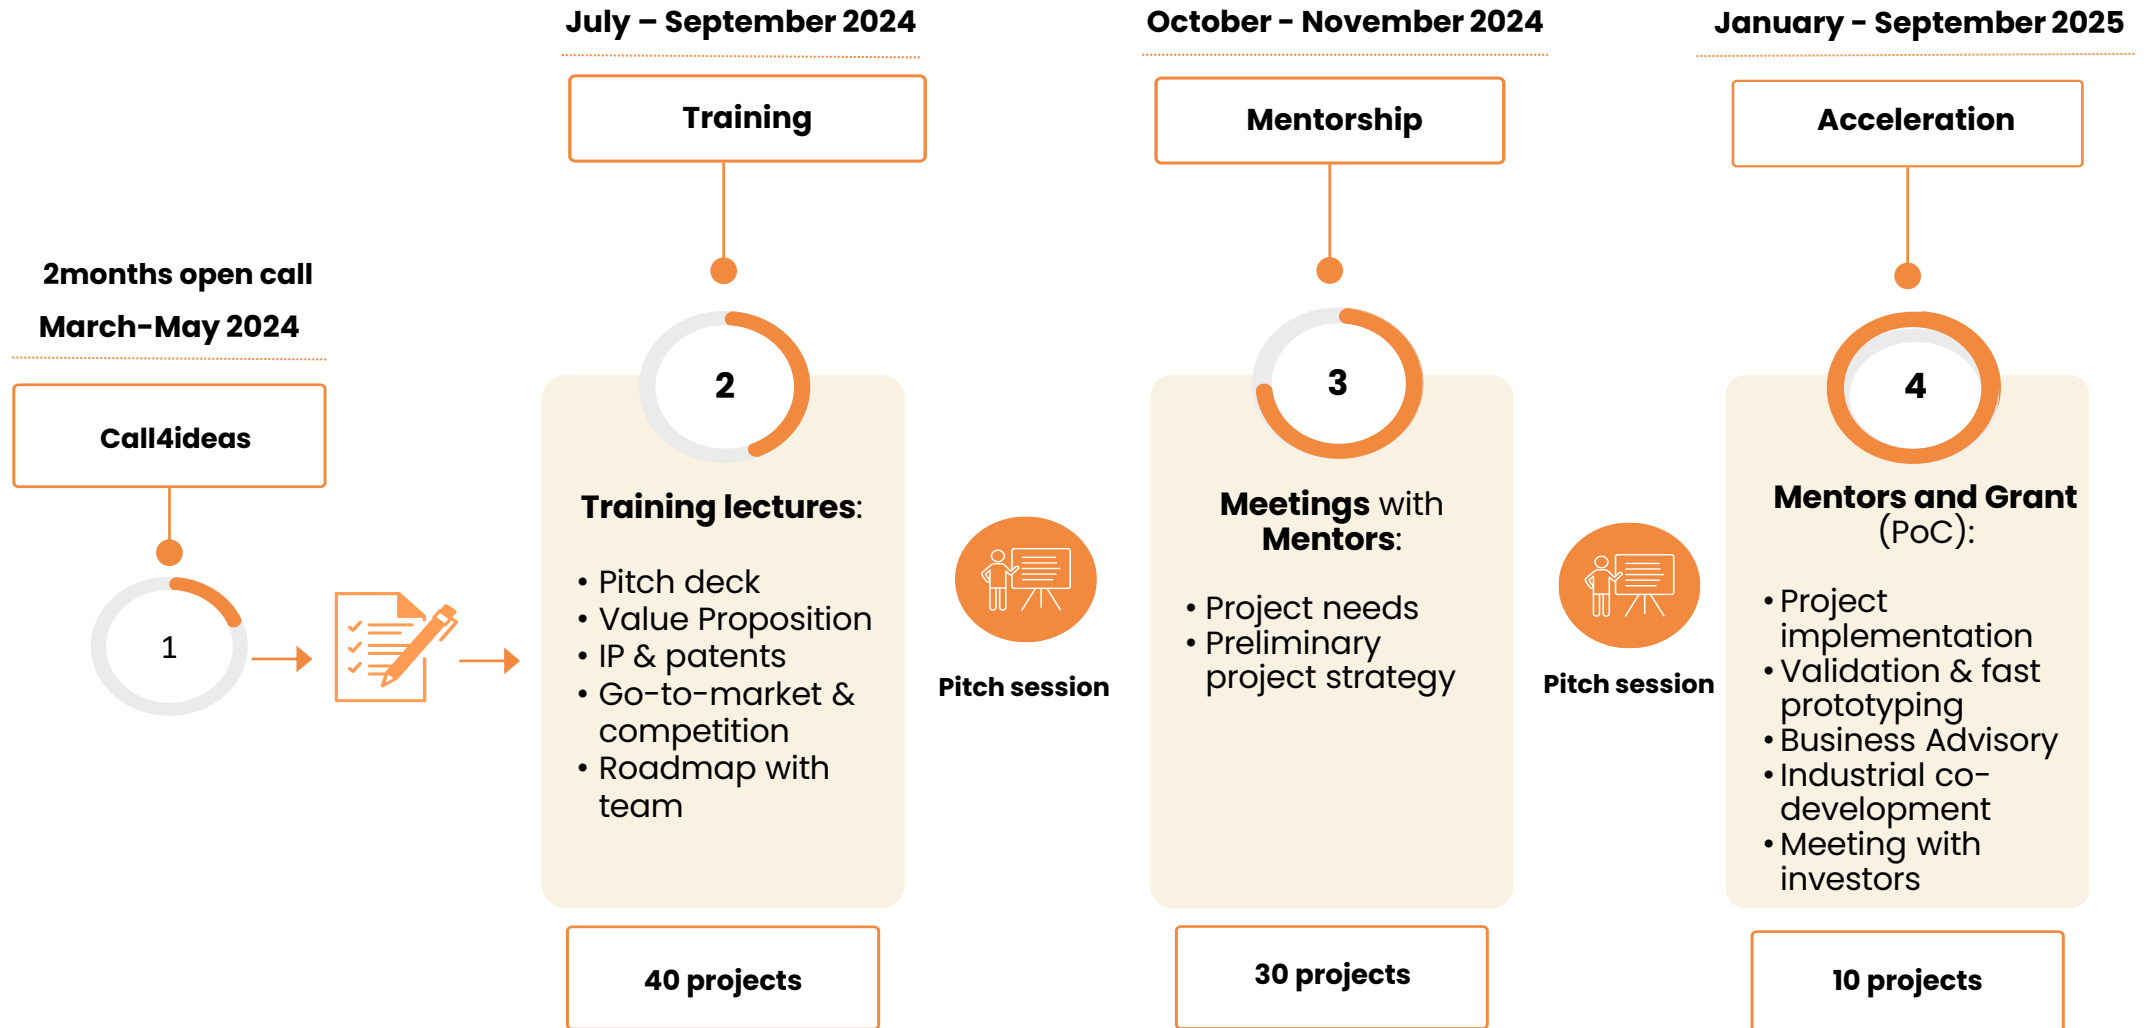 2months open call
March-May 2024
Call4ideas
1
July – September 2024
Training
2
Training lectures:
• Pitch deck
• Value Proposition
• IP & patents
• Go-to-market &
competition
• Roadmap with
team
40 projects
Pitch session
October - November 2024
Mentorship
3
Meetings with
Mentors:
• Project needs
• Preliminary
project strategy
30 projects
Pitch session
January - September 2025
Acceleration
4
Mentors and Grant
(PoC):
• Project
implementation
• Validation & fast
prototyping
• Business Advisory
• Industrial co-
development
• Meeting with
investors
10 projects